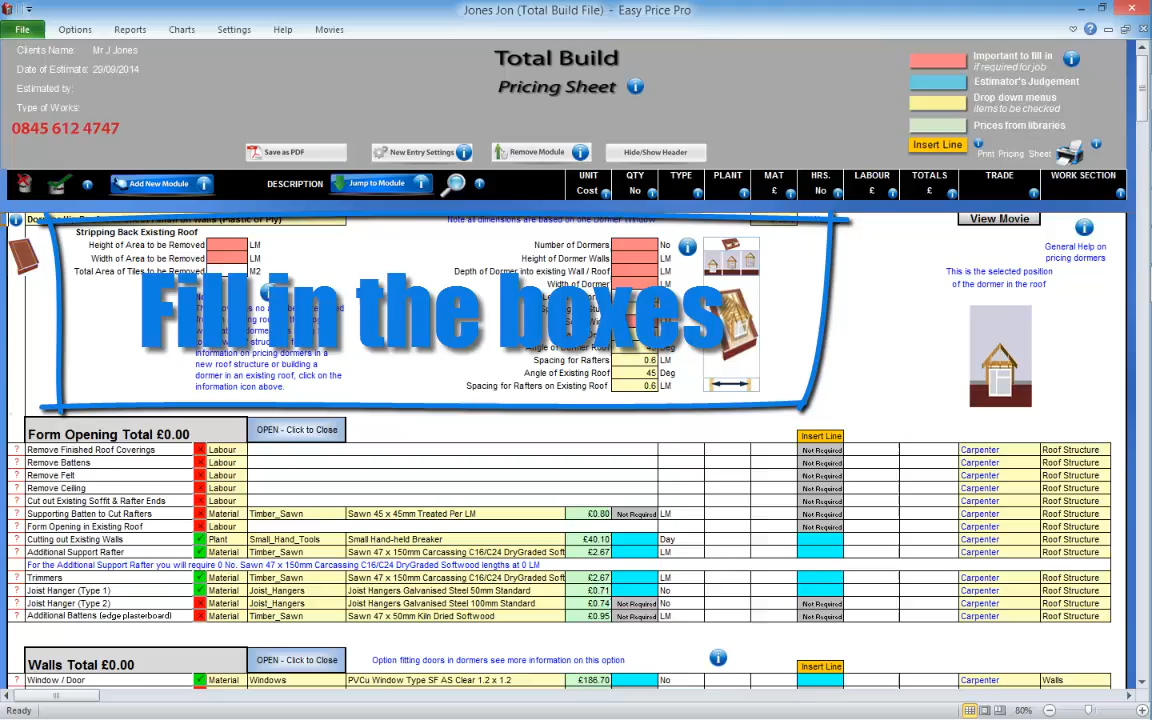 Jones Jon (Total Build File) - Easy Price Pro
File Options Reports Charts Settings Help Movies
Clients Name: Mr J Jones
Date of Estimate: 29/09/2014
Estimated by:
Type of Works:
0845 612 4747
Total Build
Pricing Sheet
Important to fill in
if required for job
Estimator's Judgement
Drop down menus
items to be checked
Prices from libraries
Insert Line
Print Pricing Sheet
Save as PDF New Entry Settings Remove Module Hide/Show Header
Add New Module DESCRIPTION Jump to Module
UNIT Cost QTY No TYPE PLANT MAT £ HRS. No LABOUR £ TOTALS £ TRADE WORK SECTION
Note all dimensions are based on one Dormer Window
View Movie
Stripping Back Existing Roof
Height of Area to be Removed LM
Width of Area to be Removed LM
Total Area of Tiles to be Removed M2
Number of Dormers No
Height of Dormer Walls LM
Depth of Dormer into existing Wall / Roof LM
Width of Dormer LM
Fill in the boxes
information on pricing dormers in a
new roof structure or building a
dormer in an existing roof, click on the
information icon above.
Angle of Dormer Roof 45 Deg
Spacing for Rafters 0.6 LM
Angle of Existing Roof 45 Deg
Spacing for Rafters on Existing Roof 0.6 LM
General Help on
pricing dormers
This is the selected position
of the dormer in the roof
Form Opening Total £0.00 OPEN - Click to Close Insert Line
? Remove Finished Roof Coverings Labour Not Required Carpenter Roof Structure
? Remove Battens Labour Not Required Carpenter Roof Structure
? Remove Felt Labour Not Required Carpenter Roof Structure
? Remove Ceiling Labour Not Required Carpenter Roof Structure
? Cut out Existing Soffit & Rafter Ends Labour Not Required Carpenter Roof Structure
? Supporting Batten to Cut Rafters Material Timber_Sawn Sawn 45 x 45mm Treated Per LM £0.80 Not Required LM Not Required Carpenter Roof Structure
? Form Opening in Existing Roof Labour Not Required Carpenter Roof Structure
? Cutting out Existing Walls Plant Small_Hand_Tools Small Hand-held Breaker £40.10 Day Carpenter Roof Structure
? Additional Support Rafter Material Timber_Sawn Sawn 47 x 150mm Carcassing C16/C24 DryGraded Soft £2.67 LM Carpenter Roof Structure
For the Additional Support Rafter you will require 0 No. Sawn 47 x 150mm Carcassing C16/C24 DryGraded Softwood lengths at 0 LM
? Trimmers Material Timber_Sawn Sawn 47 x 150mm Carcassing C16/C24 DryGraded Soft £2.67 LM Carpenter Roof Structure
? Joist Hanger (Type 1) Material Joist_Hangers Joist Hangers Galvanised Steel 50mm Standard £0.71 No Carpenter Roof Structure
? Joist Hanger (Type 2) Material Joist_Hangers Joist Hangers Galvanised Steel 100mm Standard £0.74 Not Required No Not Required Carpenter Roof Structure
? Additional Battens (edge plasterboard) Material Timber_Sawn Sawn 47 x 50mm Kiln Dried Softwood £0.95 Not Required LM Not Required Carpenter Roof Structure
Walls Total £0.00 OPEN - Click to Close Option fitting doors in dormers see more information on this option Insert Line
? Window / Door Material Windows PVCu Window Type SF AS Clear 1.2 x 1.2 £186.70 No Carpenter Walls
Ready 80%